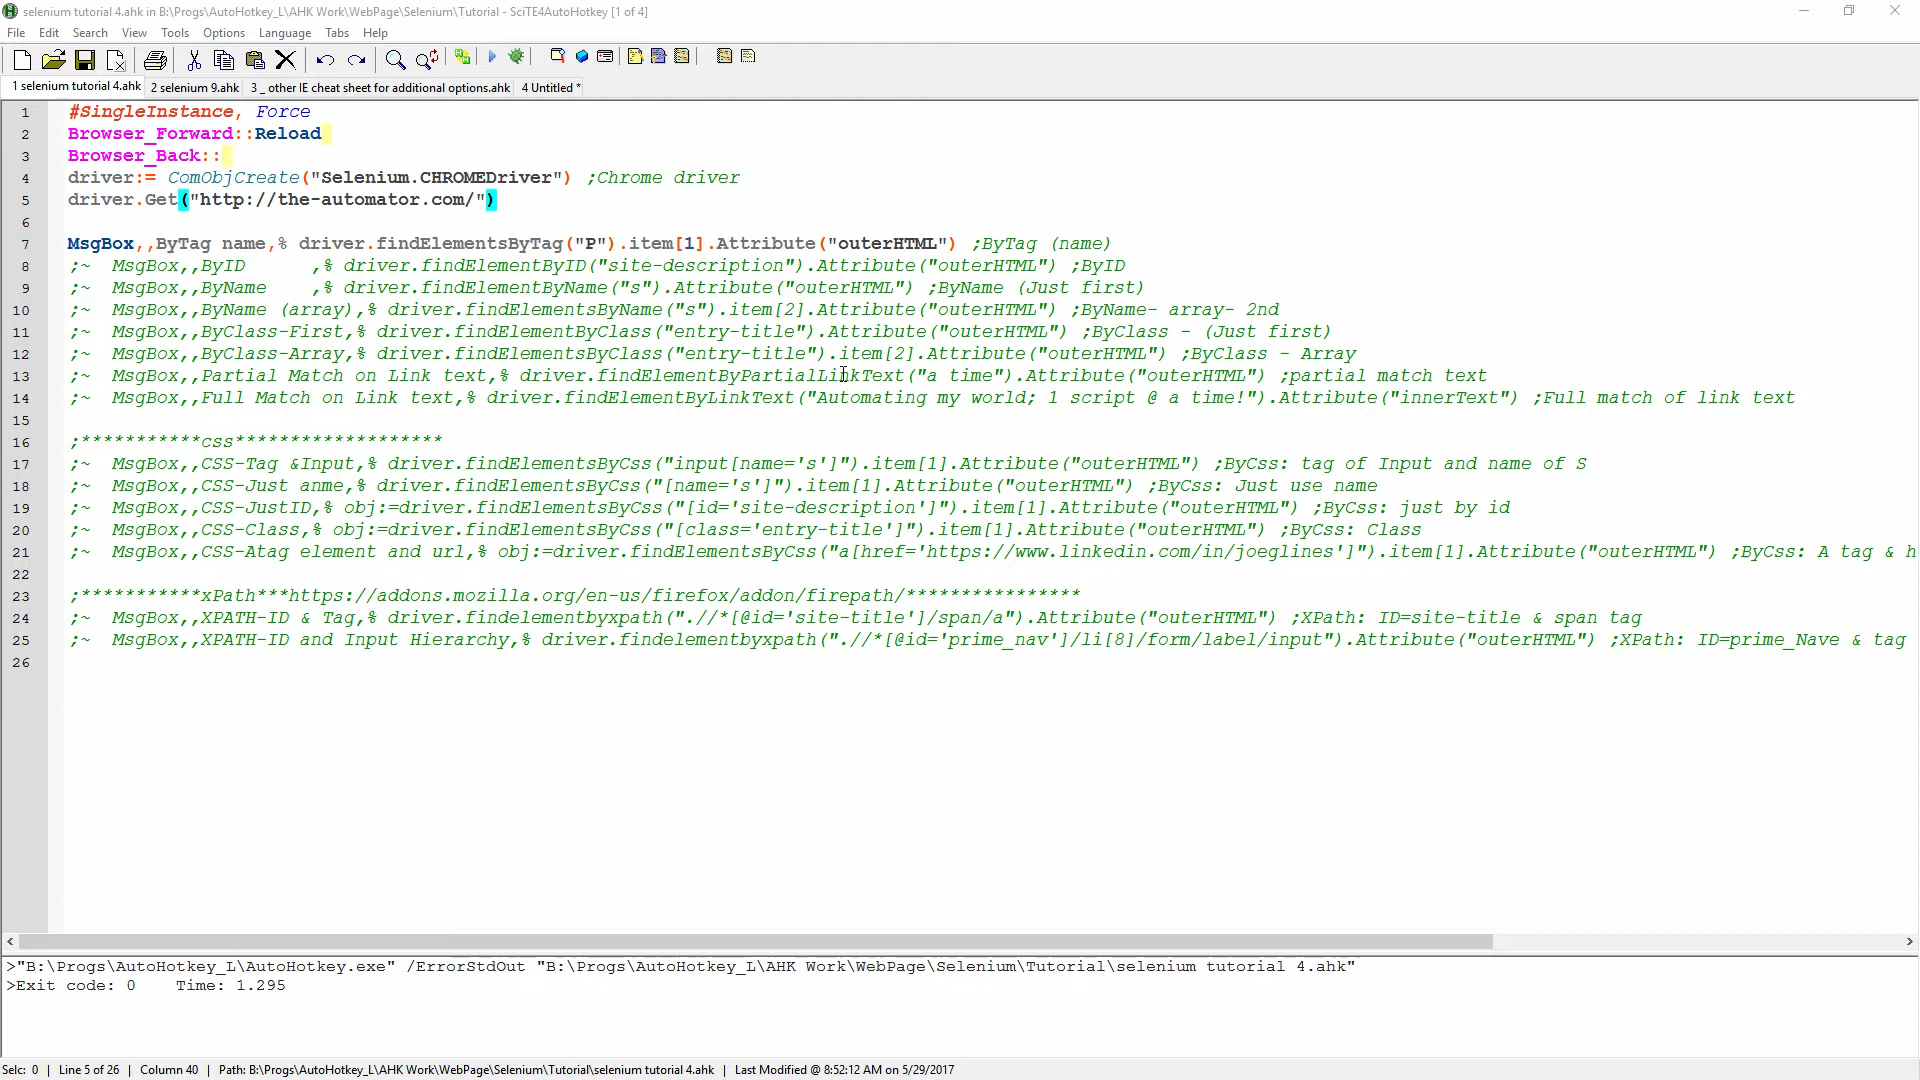 selenium tutorial 4.ahk in B:\Progs\AutoHotkey_L\AHK Work\WebPage\Selenium\Tutorial - SciTE4AutoHotkey [1 of 4]
File Edit Search View Tools Options Language Tabs Help
1 selenium tutorial 4.ahk 2 selenium 9.ahk 3 _ other IE cheat sheet for additional options.ahk 4 Untitled *
1 #SingleInstance, Force
2 Browser_Forward::Reload
3 Browser_Back::
4 driver:= ComObjCreate("Selenium.CHROMEDriver") ;Chrome driver
5 driver.Get("http://the-automator.com/")
6
7 MsgBox,,ByTag name,% driver.findElementsByTag("P").item[1].Attribute("outerHTML") ;ByTag (name)
8 ;~ MsgBox,,ByID ,% driver.findElementByID("site-description").Attribute("outerHTML") ;ByID
9 ;~ MsgBox,,ByName ,% driver.findElementByName("s").Attribute("outerHTML") ;ByName (Just first)
10 ;~ MsgBox,,ByName (array),% driver.findElementsByName("s").item[2].Attribute("outerHTML") ;ByName- array- 2nd
11 ;~ MsgBox,,ByClass-First,% driver.findElementByClass("entry-title").Attribute("outerHTML") ;ByClass - (Just first)
12 ;~ MsgBox,,ByClass-Array,% driver.findElementsByClass("entry-title").item[2].Attribute("outerHTML") ;ByClass - Array
13 ;~ MsgBox,,Partial Match on Link text,% driver.findElementByPartialLinkText("a time").Attribute("outerHTML") ;partial match text
14 ;~ MsgBox,,Full Match on Link text,% driver.findElementByLinkText("Automating my world; 1 script @ a time!").Attribute("innerText") ;Full match of link text
15
16 ;***********css*******************
17 ;~ MsgBox,,CSS-Tag &Input,% driver.findElementsByCss("input[name='s']").item[1].Attribute("outerHTML") ;ByCss: tag of Input and name of S
18 ;~ MsgBox,,CSS-Just anme,% driver.findElementsByCss("[name='s']").item[1].Attribute("outerHTML") ;ByCss: Just use name
19 ;~ MsgBox,,CSS-JustID,% obj:=driver.findElementsByCss("[id='site-description']").item[1].Attribute("outerHTML") ;ByCss: just by id
20 ;~ MsgBox,,CSS-Class,% obj:=driver.findElementsByCss("[class='entry-title']").item[1].Attribute("outerHTML") ;ByCss: Class
21 ;~ MsgBox,,CSS-Atag element and url,% obj:=driver.findElementsByCss("a[href='https://www.linkedin.com/in/joeglines']").item[1].Attribute("outerHTML") ;ByCss: A tag & h
22
23 ;***********xPath***https://addons.mozilla.org/en-us/firefox/addon/firepath/****************
24 ;~ MsgBox,,XPATH-ID & Tag,% driver.findelementbyxpath(".//*[@id='site-title']/span/a").Attribute("outerHTML") ;XPath: ID=site-title & span tag
25 ;~ MsgBox,,XPATH-ID and Input Hierarchy,% driver.findelementbyxpath(".//*[@id='prime_nav']/li[8]/form/label/input").Attribute("outerHTML") ;XPath: ID=prime_Nave & tag
26
>"B:\Progs\AutoHotkey_L\AutoHotkey.exe" /ErrorStdOut "B:\Progs\AutoHotkey_L\AHK Work\WebPage\Selenium\Tutorial\selenium tutorial 4.ahk"
>Exit code: 0 Time: 1.295
Selc: 0 | Line 5 of 26 | Column 40 | Path: B:\Progs\AutoHotkey_L\AHK Work\WebPage\Selenium\Tutorial\selenium tutorial 4.ahk | Last Modified @ 8:52:12 AM on 5/29/2017